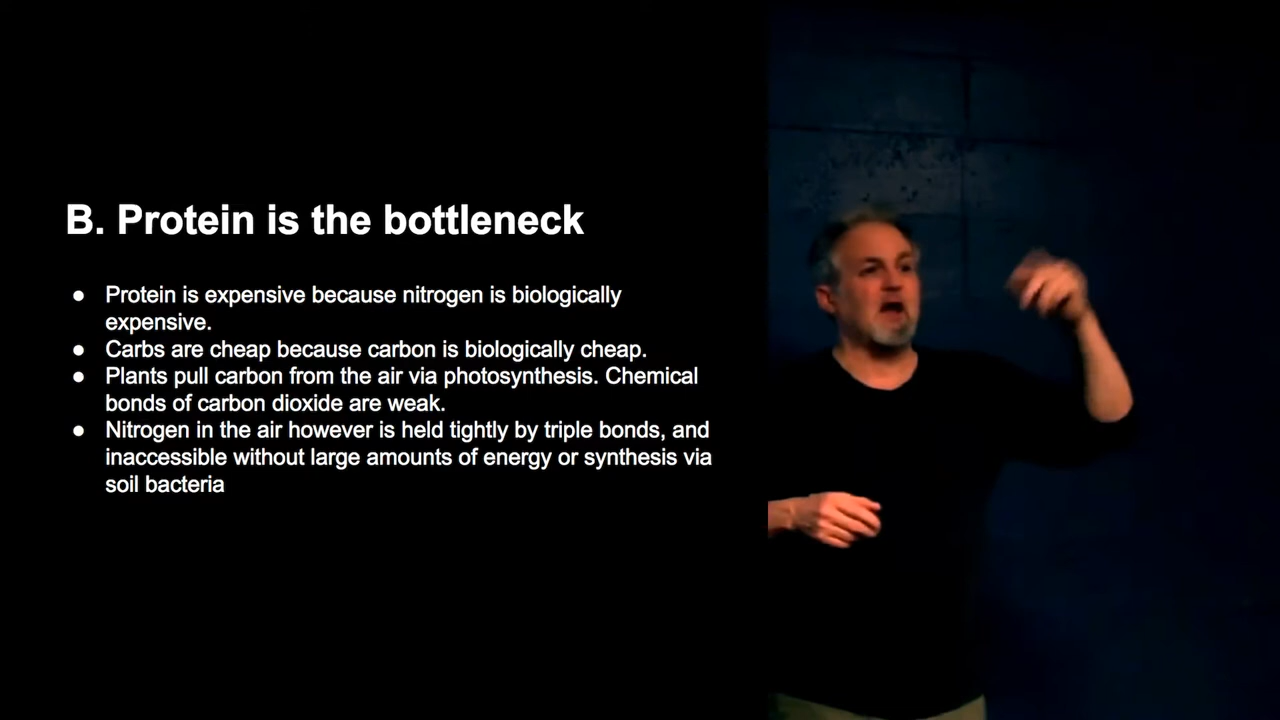 B. Protein is the bottleneck
● Protein is expensive because nitrogen is biologically
expensive.
● Carbs are cheap because carbon is biologically cheap.
● Plants pull carbon from the air via photosynthesis. Chemical
bonds of carbon dioxide are weak.
● Nitrogen in the air however is held tightly by triple bonds, and
inaccessible without large amounts of energy or synthesis via
soil bacteria